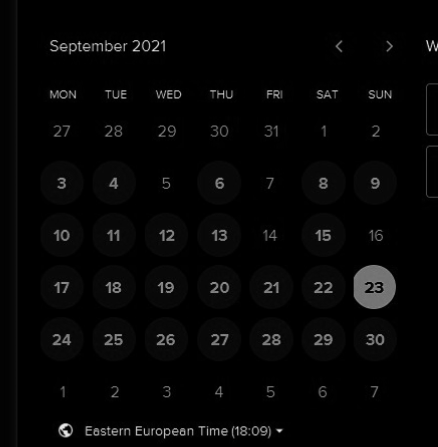 September 2021
W
MON TUE WED THU FRI SAT SUN
27 28 29 30 31 1 2
3 4 5 6 7 8 9
10 11 12 13 14 15 16
17 18 19 20 21 22 23
24 25 26 27 28 29 30
1 2 3 4 5 6 7
Eastern European Time (18:09)